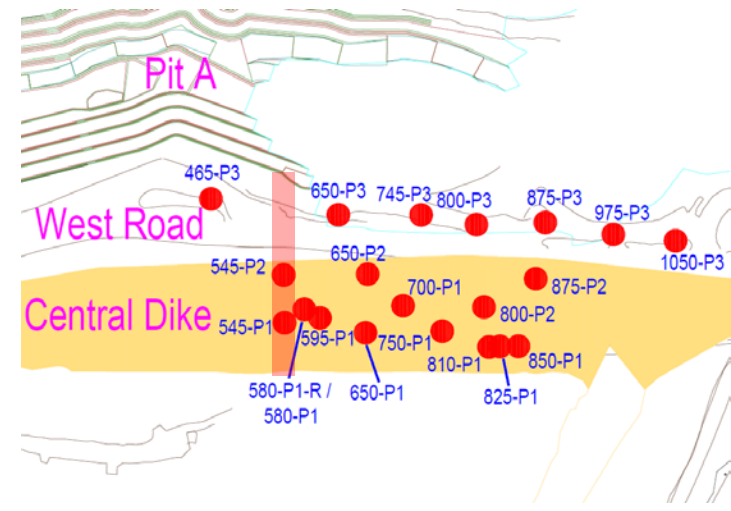 Pit A
465-P3
650-P3
745-P3
800-P3
875-P3
975-P3
1050-P3
West Road
545-P2
650-P2
700-P1
875-P2
800-P2
Central Dike
545-P1
595-P1
750-P1
810-P1
850-P1
580-P1-R /
580-P1
650-P1
825-P1